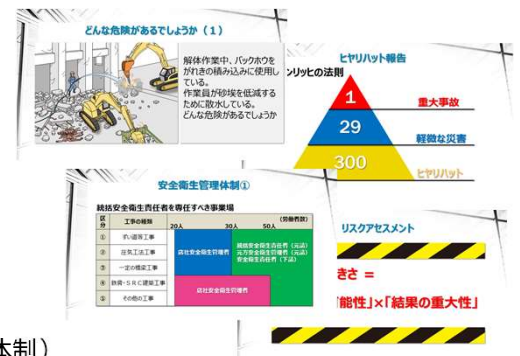 どんな危険があるでしょうか（１）
解体作業中、バックホウを
がれきの積み込みに使用し
ている。
作業員が砂埃を低減する
ために散水している。
どんな危険があるでしょうか
ヒヤリハット報告
ンリッヒの法則
1
重大事故
29
軽微な災害
300
ヒヤリハット
安全衛生管理体制①
統括安全衛生責任者を専任すべき事業場
区分
工事の種類
(労働者数)
20人
30人
50人
① ずい道等工事
② 圧気工法工事
③ 一定の橋梁工事
④ 鉄骨・ＳＲＣ建築工事
⑤ その他の工事
店社安全衛生管理者
統括安全衛生責任者（元請）
元方安全衛生管理者（元請）
安全衛生責任者（下請）
店社安全衛生管理者
リスクアセスメント
きさ ＝
「能性」×「結果の重大性」
体制）